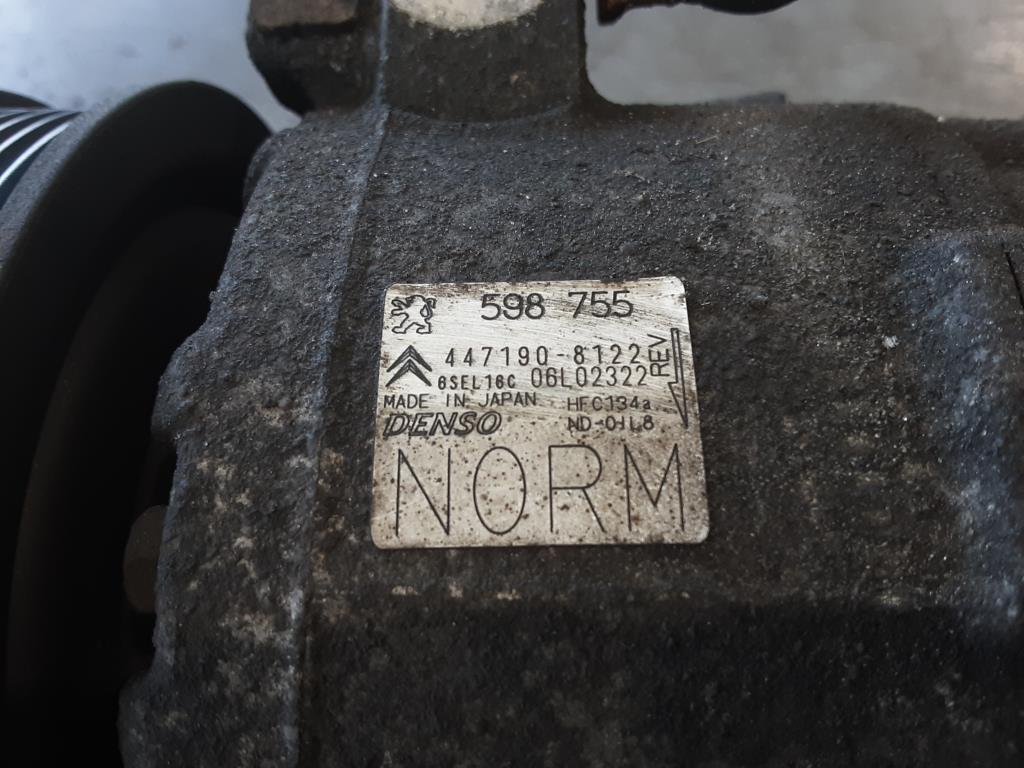 598 755
447190-8122
REV
6SEL16C 06L02322
MADE IN JAPAN HFC134a
DENSO ND-OIL8
NORM